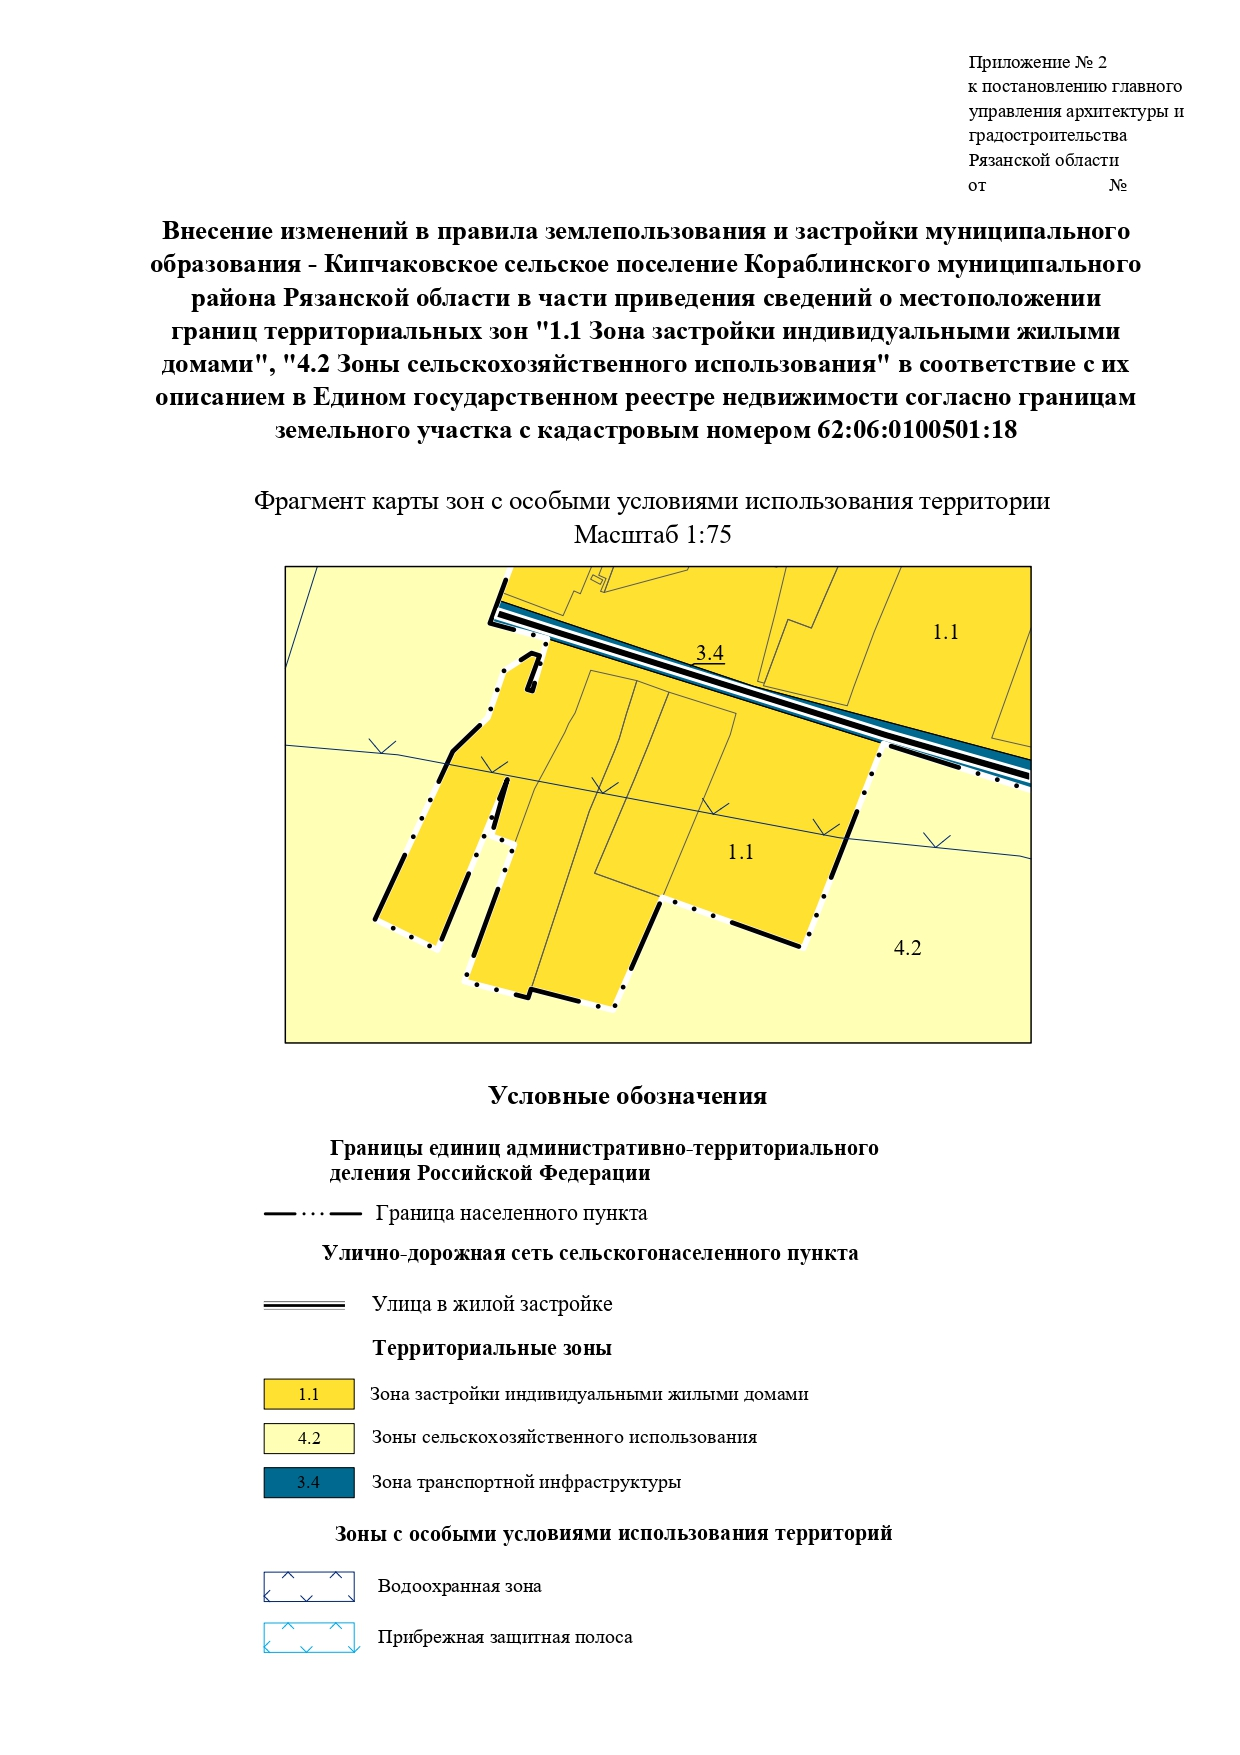 Приложение № 2
к постановлению главного
управления архитектуры и
градостроительства
Рязанской области
от №
Внесение изменений в правила землепользования и застройки муниципального
образования - Кипчаковское сельское поселение Кораблинского муниципального
района Рязанской области в части приведения сведений о местоположении
границ территориальных зон "1.1 Зона застройки индивидуальными жилыми
домами", "4.2 Зоны сельскохозяйственного использования" в соответствие с их
описанием в Едином государственном реестре недвижимости согласно границам
земельного участка с кадастровым номером 62:06:0100501:18
Фрагмент карты зон с особыми условиями использования территории
Масштаб 1:75
1.1
3.4
1.1
4.2
Условные обозначения
Границы единиц административно-территориального
деления Российской Федерации
Граница населенного пункта
Улично-дорожная сеть сельскогонаселенного пункта
Улица в жилой застройке
Территориальные зоны
1.1 Зона застройки индивидуальными жилыми домами
4.2 Зоны сельскохозяйственного использования
3.4 Зона транспортной инфраструктуры
Зоны с особыми условиями использования территорий
Водоохранная зона
Прибрежная защитная полоса